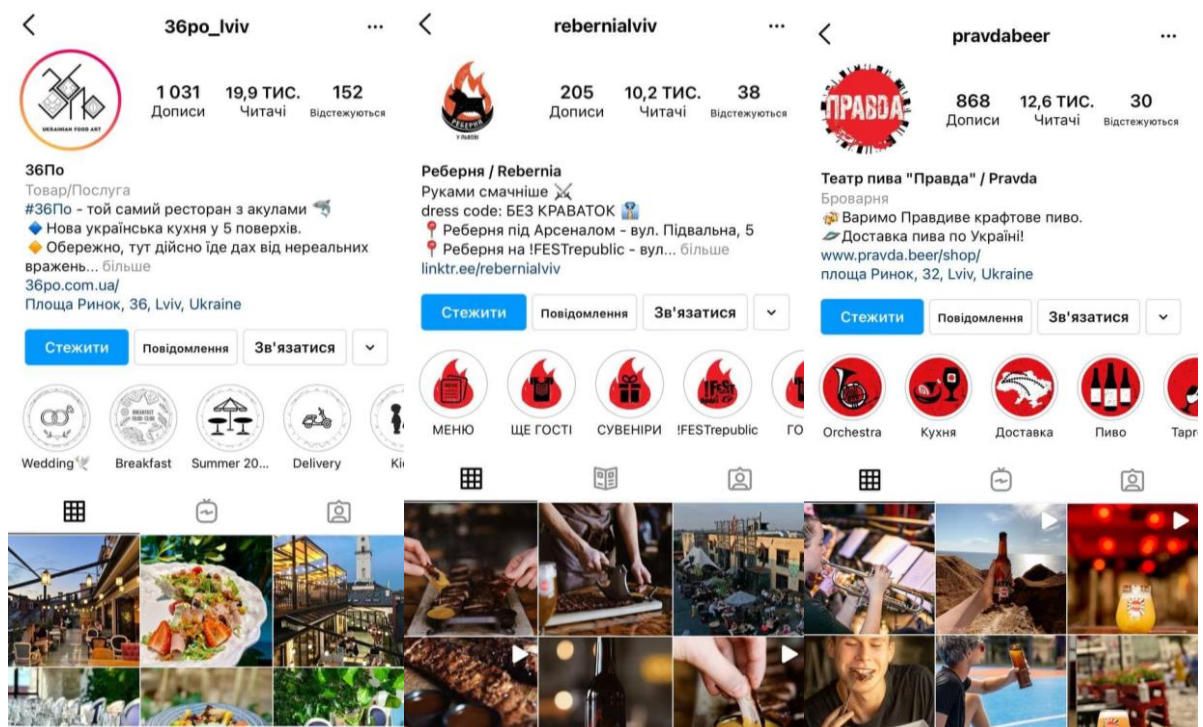 36po_lviv
36ПО
UKRAINIAN FOOD ART
1 031
Дописи
19,9 ТИС.
Читачі
152
Відстежуються
36По
Товар/Послуга
#36По - той самий ресторан з акулами 🦈
🔷 Нова українська кухня у 5 поверхів.
🔶 Обережно, тут дійсно їде дах від нереальних
вражень... більше
36po.com.ua/
Площа Ринок, 36, Lviv, Ukraine
Стежити
Повідомлення
Зв'язатися
Wedding🕊
Breakfast
Summer 20...
Delivery
Kid
rebernialviv
РЕБЕРНЯ
У ЛЬВОВІ
205
Дописи
10,2 ТИС.
Читачі
38
Відстежуються
Реберня / Rebernia
Руками смачніше ⚔
dress code: БЕЗ КРАВАТОК 👔
📍 Реберня під Арсеналом - вул. Підвальна, 5
📍 Реберня на !FESTrepublic - вул... більше
linktr.ee/rebernialviv
Стежити
Повідомлення
Зв'язатися
МЕНЮ
ЩЕ ГОСТІ
СУВЕНІРИ
!FESTrepublic
ГО
pravdabeer
ПРАВДА
868
Дописи
12,6 ТИС.
Читачі
30
Відстежуються
Театр пива "Правда" / Pravda
Броварня
🍻 Варимо Правдиве крафтове пиво.
🛸Доставка пива по Україні!
www.pravda.beer/shop/
площа Ринок, 32, Lviv, Ukraine
Стежити
Повідомлення
Зв'язатися
Orchestra
Кухня
Доставка
Пиво
Tapr